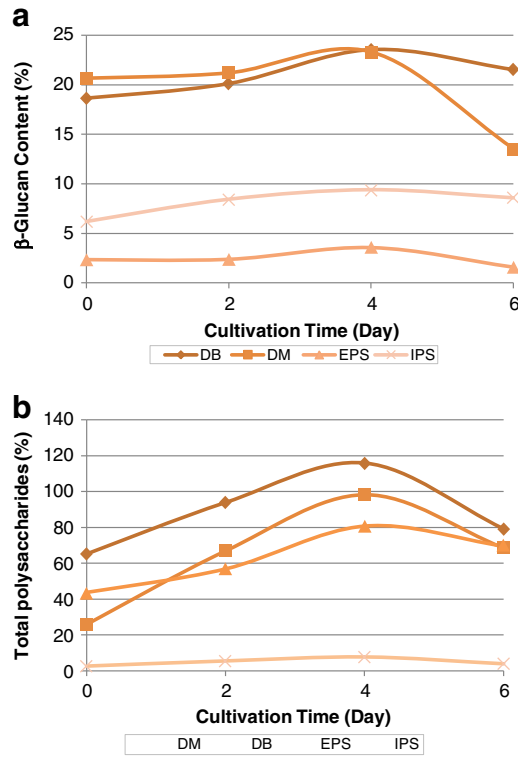 a
β-Glucan Content (%)
25
20
15
10
5
0
0 2 4 6
Cultivation Time (Day)
DB DM EPS IPS
b
Total polysaccharides (%)
140
120
100
80
60
40
20
0
0 2 4 6
Cultivation Time (Day)
DM DB EPS IPS